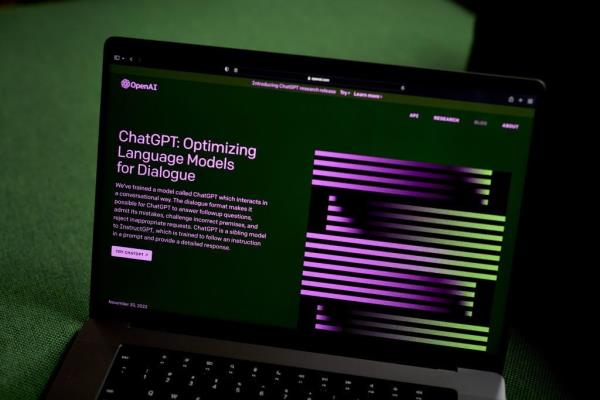 openai.com
OpenAI
Introducing ChatGPT research release Try› Learn more›
API RESEARCH BLOG ABOUT
ChatGPT: Optimizing
Language Models
for Dialogue
We've trained a model called ChatGPT which interacts in
a conversational way. The dialogue format makes it
possible for ChatGPT to answer followup questions,
admit its mistakes, challenge incorrect premises, and
reject inappropriate requests. ChatGPT is a sibling model
to InstructGPT, which is trained to follow an instruction
in a prompt and provide a detailed response.
TRY CHATGPT ↗
November 30, 2022